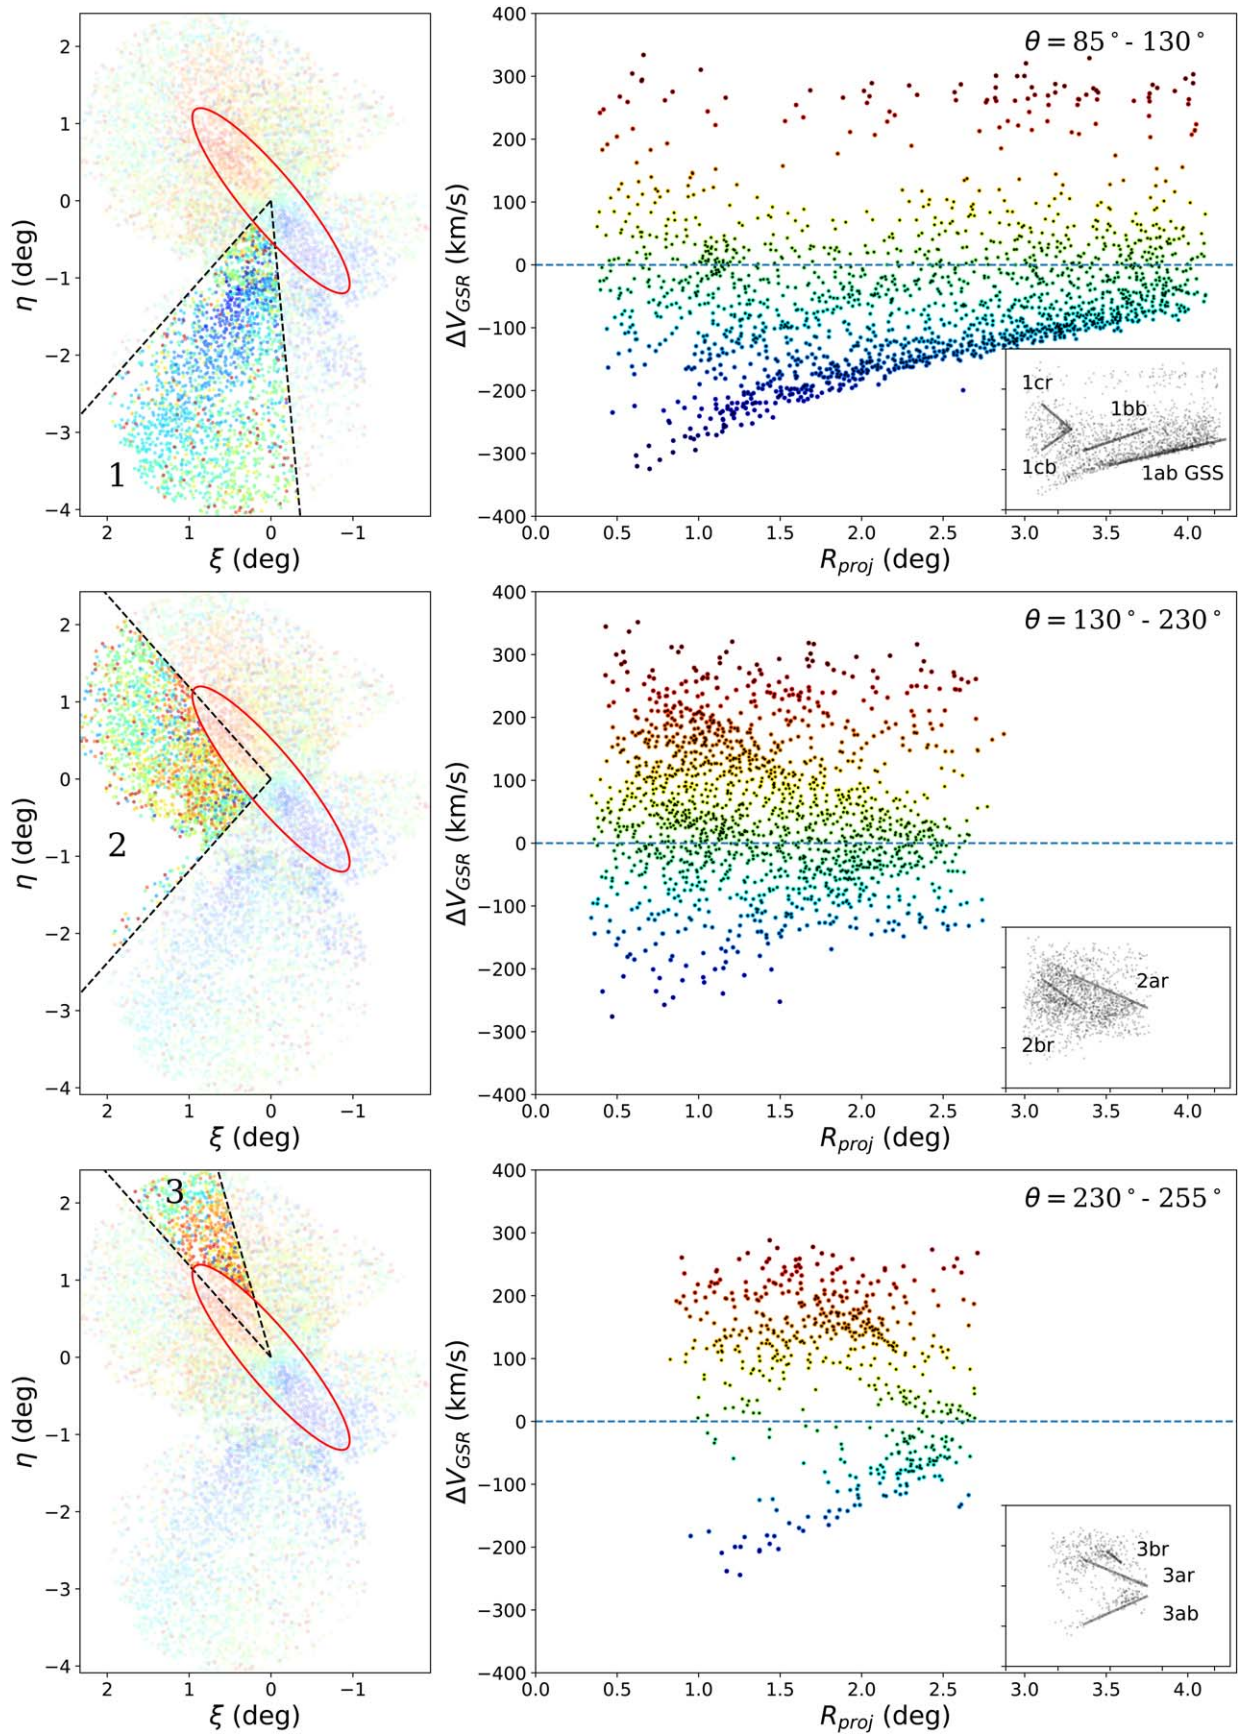 2
1
0
−1
−2
−3
−4
η (deg)
2
1
0
−1
ξ (deg)
1
400
300
200
100
0
−100
−200
−300
−400
ΔV_GSR (km/s)
0.0 0.5 1.0 1.5 2.0 2.5 3.0 3.5 4.0
R_proj (deg)
θ = 85° - 130°
1cr
1bb
1cb
1ab GSS
2
1
0
−1
−2
−3
−4
η (deg)
2 1 0 −1
ξ (deg)
2
400
300
200
100
0
−100
−200
−300
−400
ΔV_GSR (km/s)
0.0 0.5 1.0 1.5 2.0 2.5 3.0 3.5 4.0
R_proj (deg)
θ = 130° - 230°
2ar
2br
2
1
0
−1
−2
−3
−4
η (deg)
2 1 0 −1
ξ (deg)
3
400
300
200
100
0
−100
−200
−300
−400
ΔV_GSR (km/s)
0.0 0.5 1.0 1.5 2.0 2.5 3.0 3.5 4.0
R_proj (deg)
θ = 230° - 255°
3br
3ar
3ab